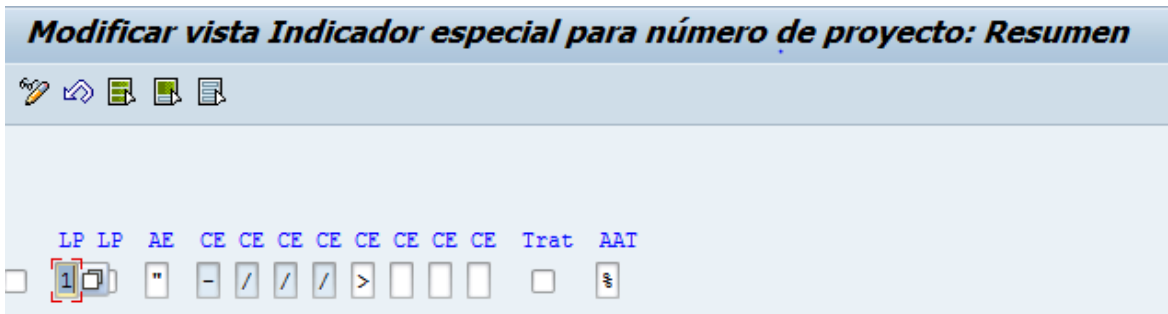 Modificar vista Indicador especial para número de proyecto: Resumen
LP LP AE CE CE CE CE CE CE CE CE Trat AAT
1 " - / / / > %